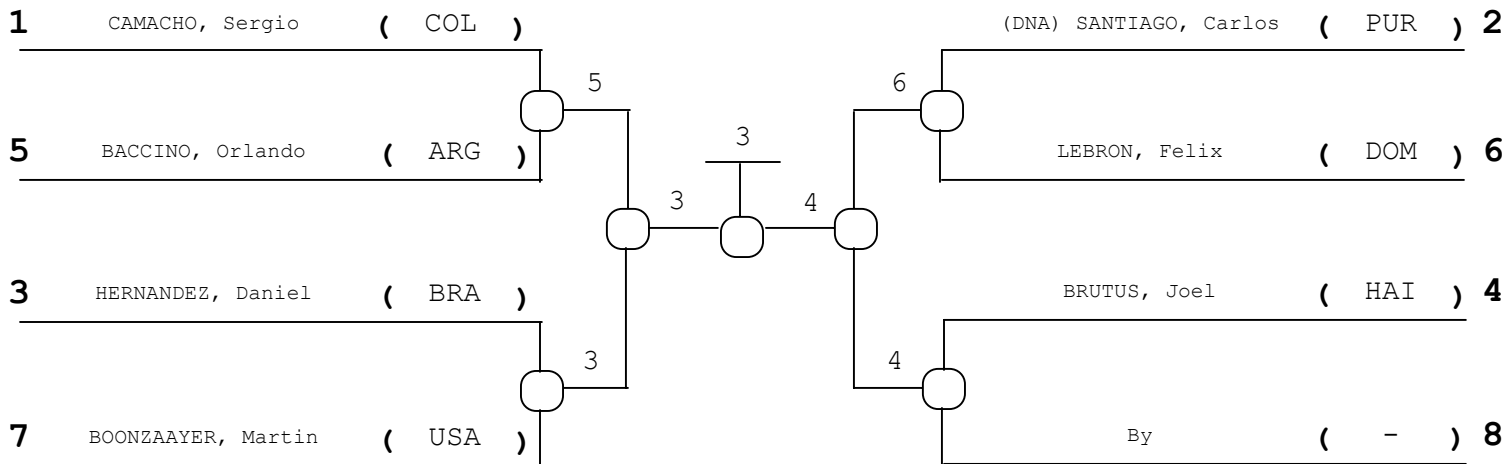 1 CAMACHO, Sergio ( COL )
(DNA) SANTIAGO, Carlos ( PUR ) 2
5
6
3
5 BACCINO, Orlando ( ARG )
LEBRON, Felix ( DOM ) 6
3
4
3 HERNANDEZ, Daniel ( BRA )
BRUTUS, Joel ( HAI ) 4
3
4
7 BOONZAAYER, Martin ( USA )
By ( - ) 8